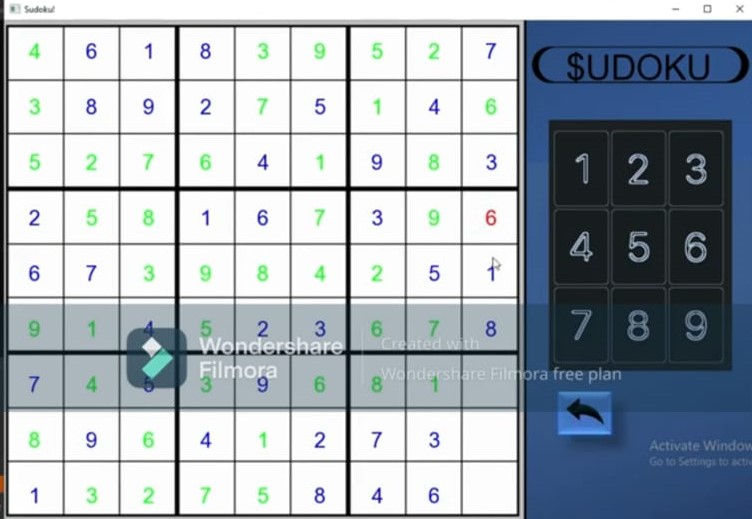 Sudoku!
4 6 1 8 3 9 5 2 7
$UDOKU
3 8 9 2 7 5 1 4 6
5 2 7 6 4 1 9 8 3
1 2 3
2 5 8 1 6 7 3 9 6
4 5 6
6 7 3 9 8 4 2 5 1
9 1 4 5 2 3 6 7 8
7 8 9
Wondershare
Filmora
Created with
Wondershare Filmora free plan
7 4 5 3 9 6 8 1
8 9 6 4 1 2 7 3
Activate Window
Go to Settings to activ
1 3 2 7 5 8 4 6